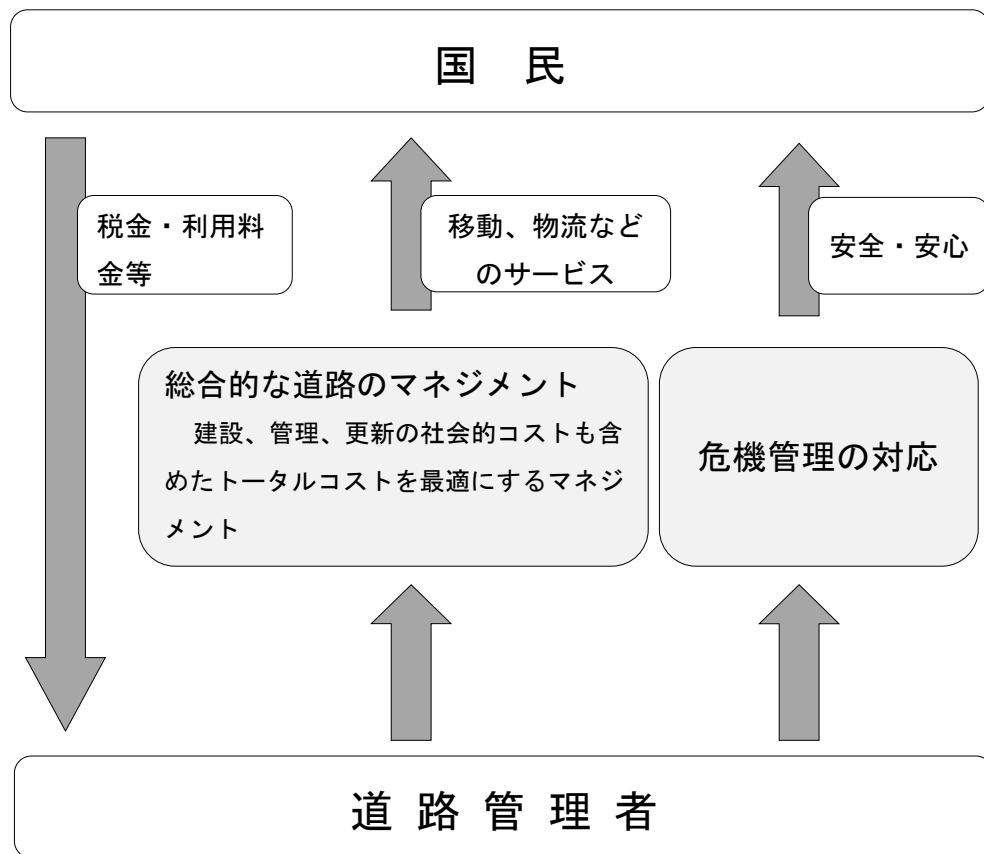 国　民
税金・利用料
金等
移動、物流など
のサービス
安全・安心
総合的な道路のマネジメント
　建設、管理、更新の社会的コストも含
めたトータルコストを最適にするマネジ
メント
危機管理の対応
道 路 管 理 者